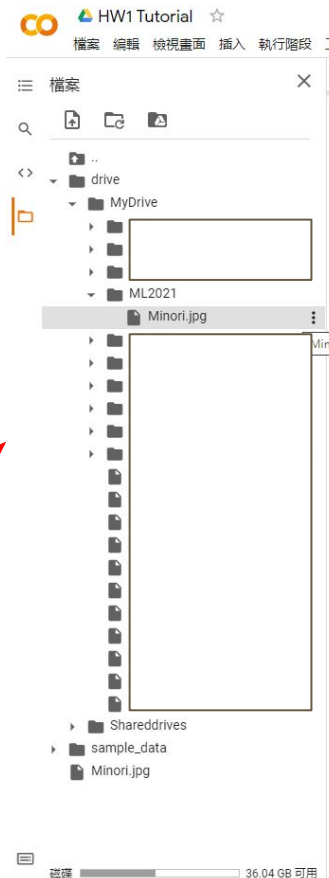 HW1 Tutorial
檔案 編輯 檢視畫面 插入 執行階段
檔案
..
drive
MyDrive
ML2021
Minori.jpg
Min
Shareddrives
sample_data
Minori.jpg
磁碟 36.04 GB 可用